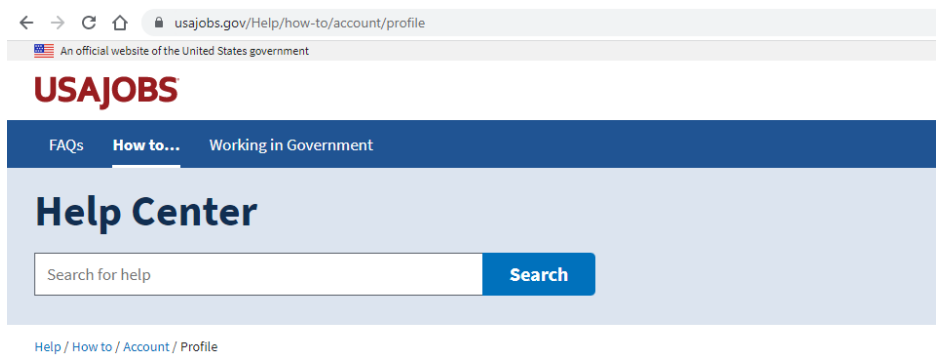 usajobs.gov/Help/how-to/account/profile
An official website of the United States government
USAJOBS
FAQs How to... Working in Government
Help Center
Search for help Search
Help / How to / Account / Profile